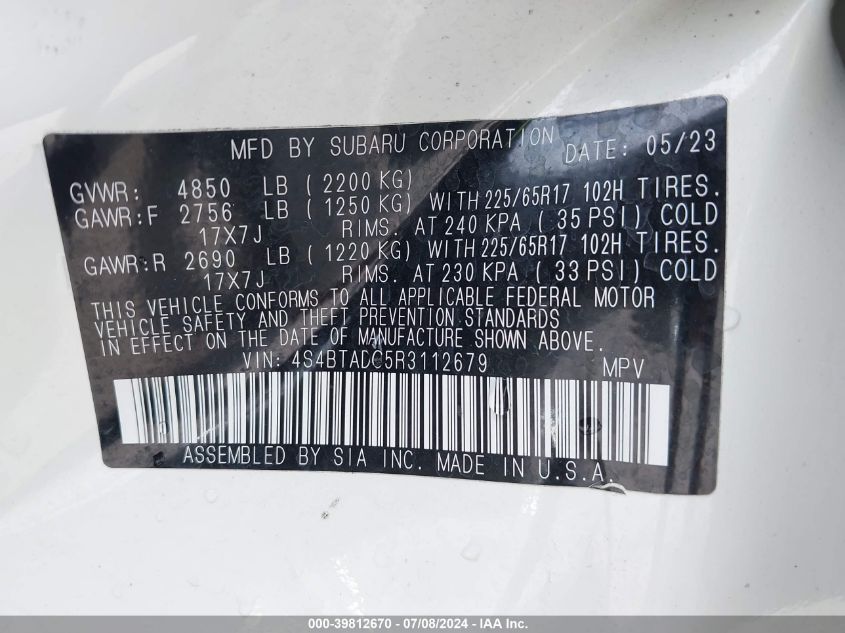 MFD BY SUBARU CORPORATION DATE: 05/23
GVWR: 4850 LB ( 2200 KG)
GAWR:F 2756 LB ( 1250 KG) WITH 225/65R17 102H TIRES.
17X7J RIMS. AT 240 KPA ( 35 PSI) COLD
GAWR:R 2690 LB ( 1220 KG) WITH 225/65R17 102H TIRES.
17X7J RIMS. AT 230 KPA ( 33 PSI) COLD
THIS VEHICLE CONFORMS TO ALL APPLICABLE FEDERAL MOTOR
VEHICLE SAFETY AND THEFT PREVENTION STANDARDS
IN EFFECT ON DATE OF MANUFACTURE SHOWN ABOVE.
VIN: 4S4BTADC5R3112679 MPV
ASSEMBLED BY SIA INC. MADE IN U.S.A.
000-39812670 - 07/08/2024 - IAA Inc.